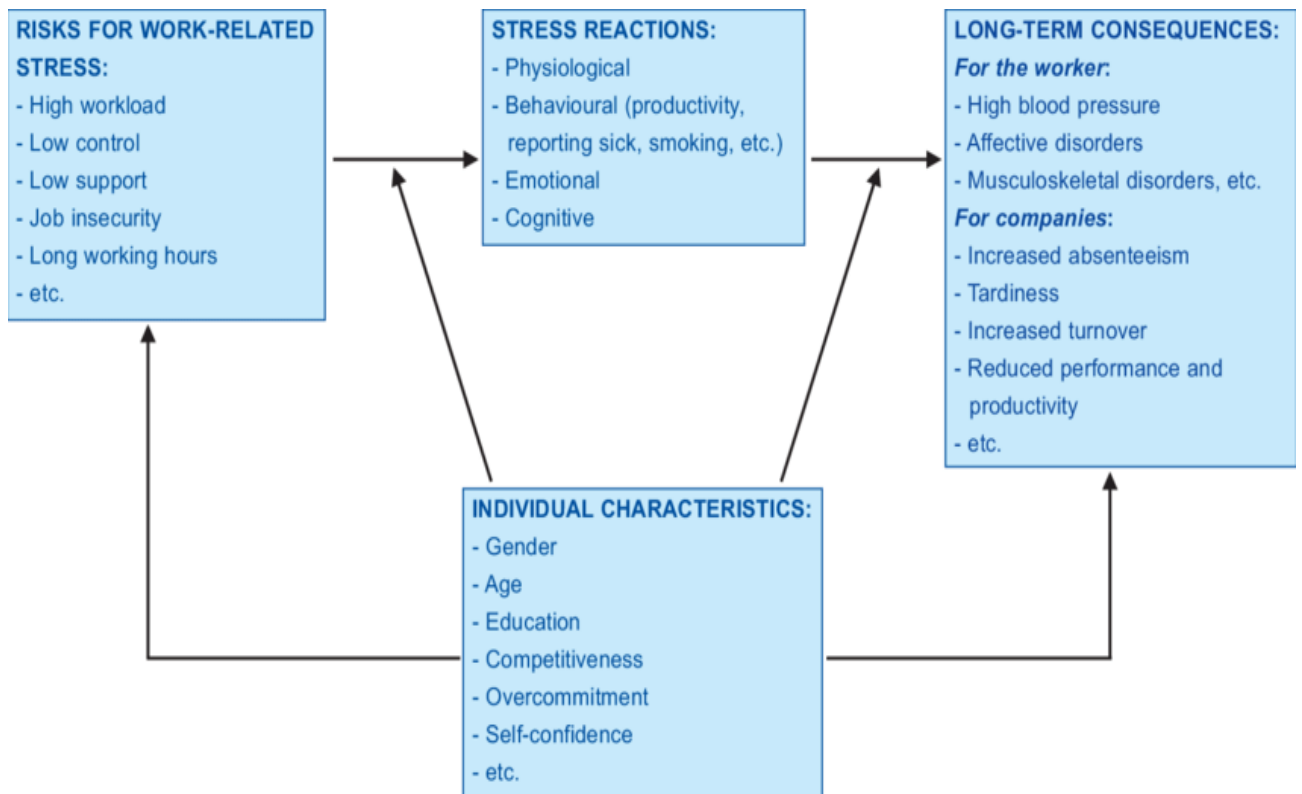 RISKS FOR WORK-RELATED
STRESS:
- High workload
- Low control
- Low support
- Job insecurity
- Long working hours
- etc.
STRESS REACTIONS:
- Physiological
- Behavioural (productivity,
reporting sick, smoking, etc.)
- Emotional
- Cognitive
LONG-TERM CONSEQUENCES:
For the worker:
- High blood pressure
- Affective disorders
- Musculoskeletal disorders, etc.
For companies:
- Increased absenteeism
- Tardiness
- Increased turnover
- Reduced performance and
productivity
- etc.
INDIVIDUAL CHARACTERISTICS:
- Gender
- Age
- Education
- Competitiveness
- Overcommitment
- Self-confidence
- etc.